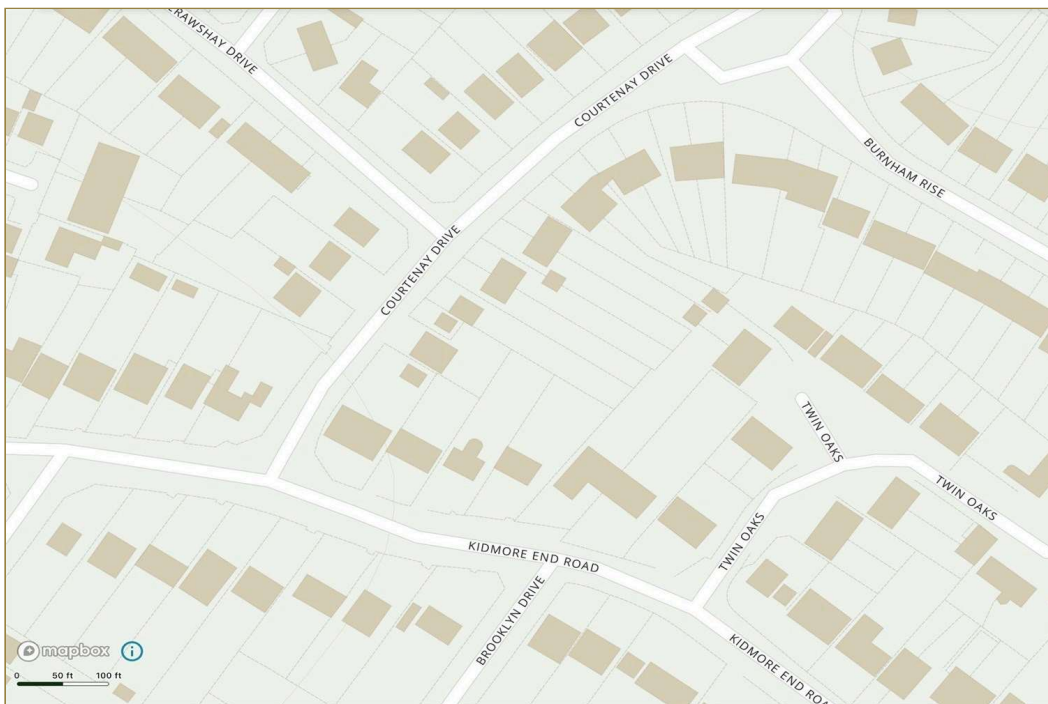 CRAWSHAY DRIVE
COURTENAY DRIVE
BURNHAM RISE
COURTENAY DRIVE
TWIN OAKS
TWIN OAKS
TWIN OAKS
KIDMORE END ROAD
BROOKLYN DRIVE
KIDMORE END ROA
mapbox
0 50 ft 100 ft